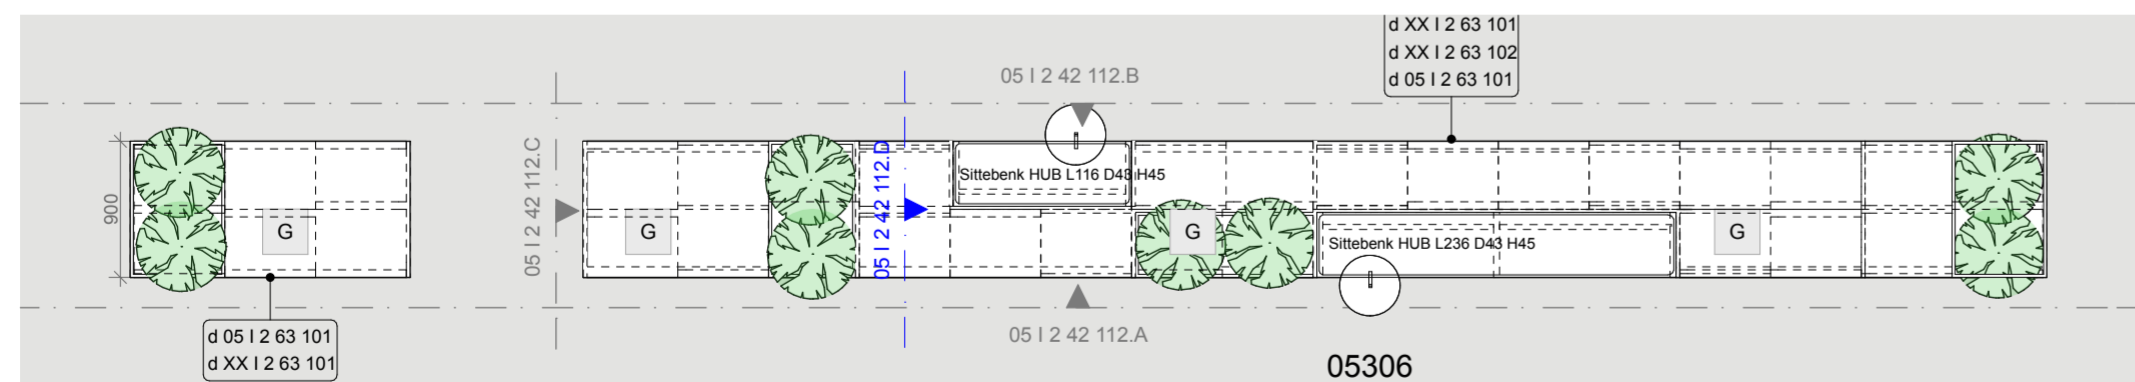 d XX I 2 63 101
d XX I 2 63 102
d 05 I 2 63 101
05 I 2 42 112.B
900
G
05 I 2 42 112.C
G
05 I 2 42 112.D
Sittebenk HUB L116 D43 H45
G
Sittebenk HUB L236 D43 H45
G
d 05 I 2 63 101
d XX I 2 63 101
05 I 2 42 112.A
05306